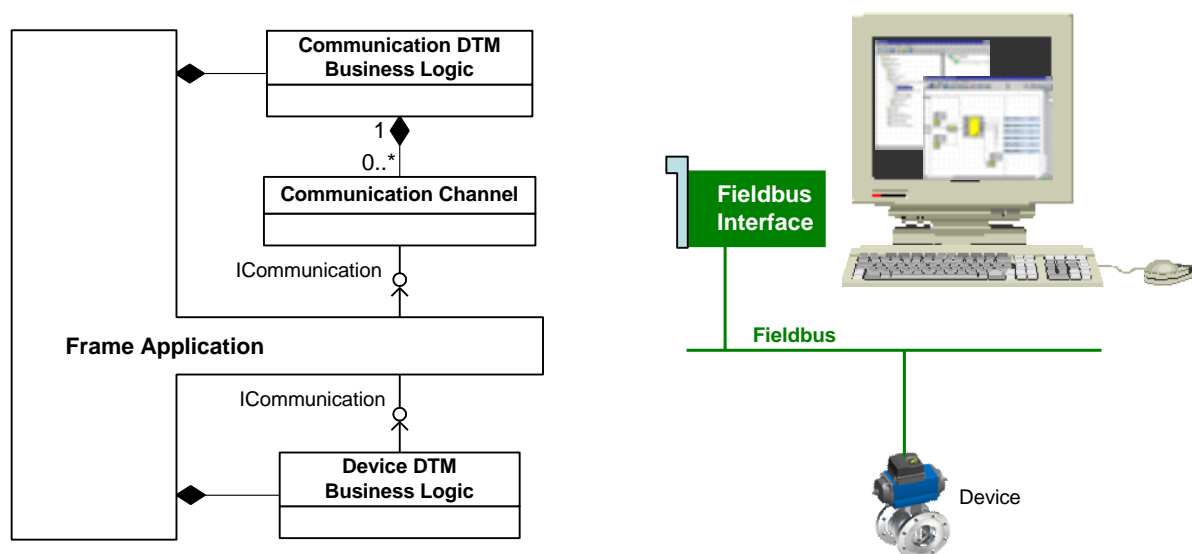 Communication DTM
Business Logic
1
0..*
Communication Channel
ICommunication
Frame Application
ICommunication
Device DTM
Business Logic
Fieldbus
Interface
Fieldbus
Device